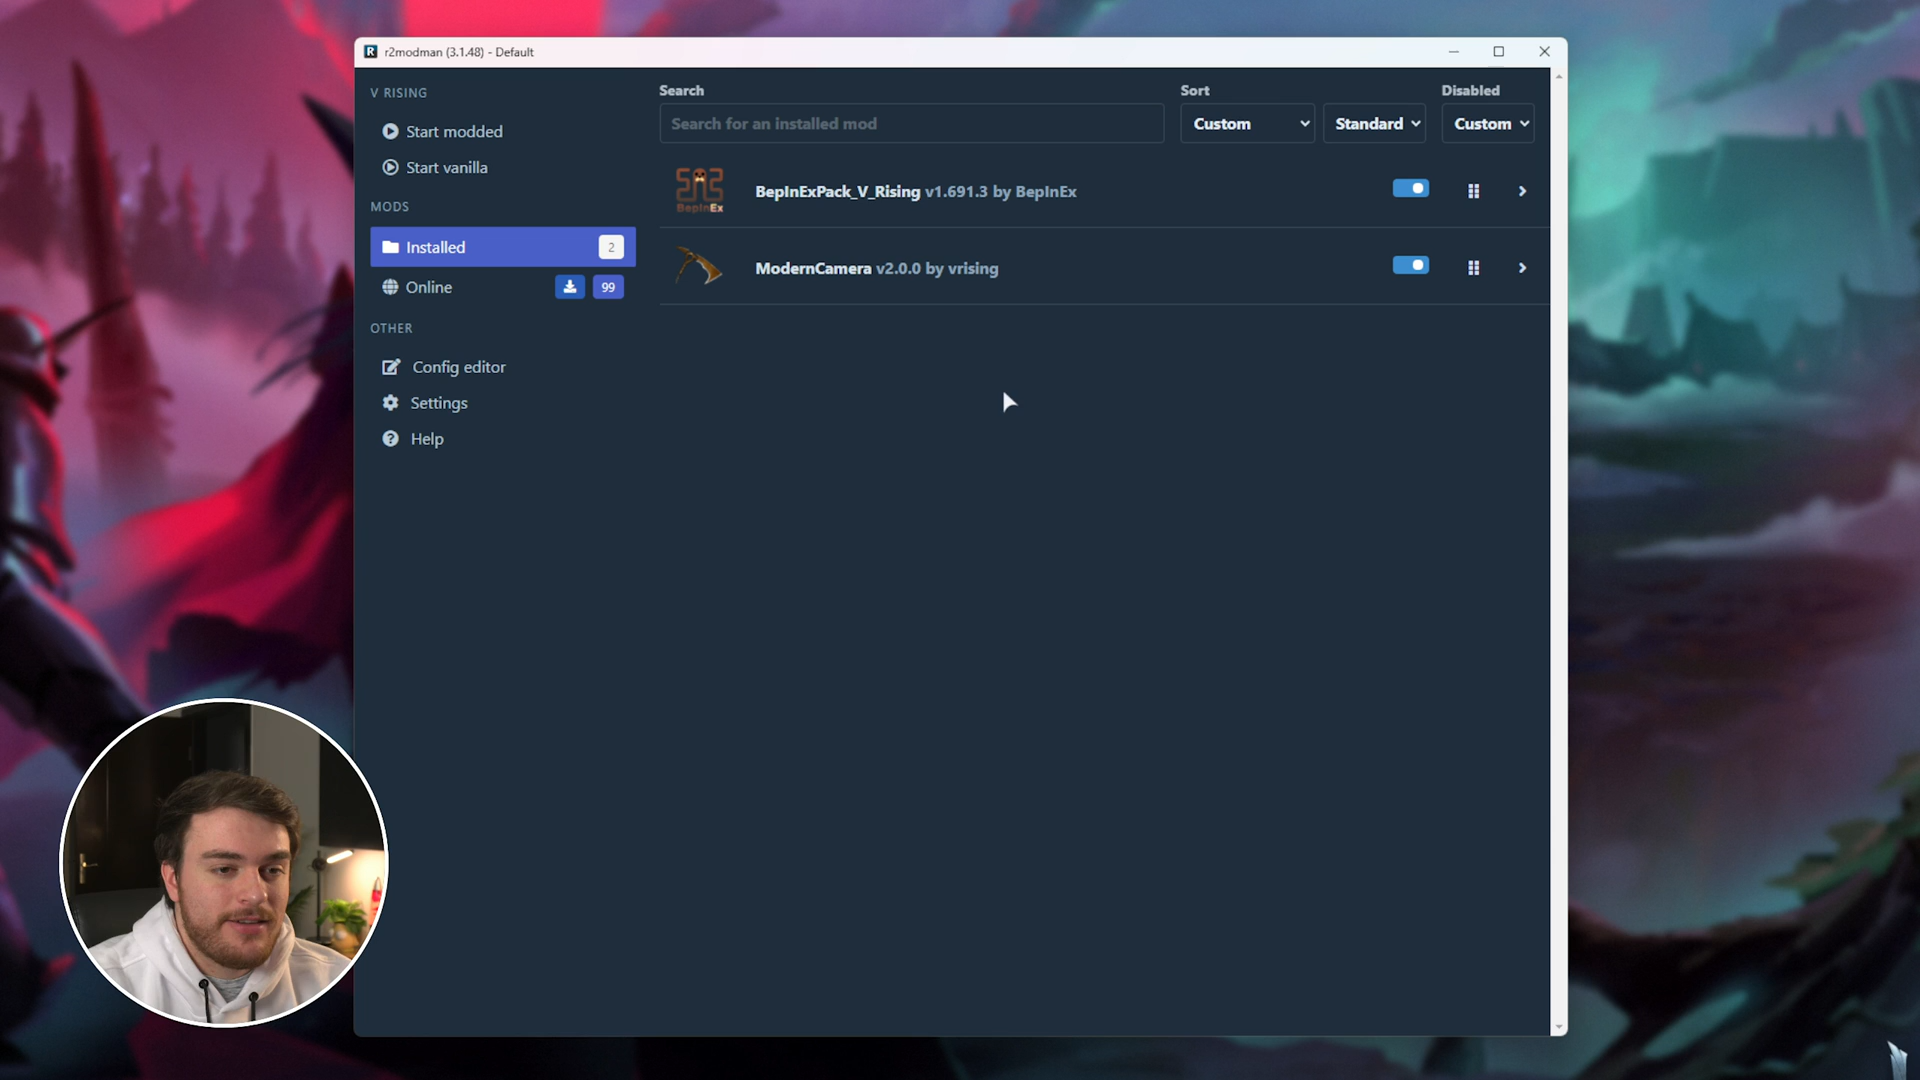 r2modman (3.1.48) - Default
V RISING
Start modded
Start vanilla
MODS
Installed 2
Online 99
OTHER
Config editor
Settings
Help
Search
Search for an installed mod
Sort
Custom
Standard
Disabled
Custom
BepInEx
BepInExPack_V_Rising v1.691.3 by BepInEx
ModernCamera v2.0.0 by vrising